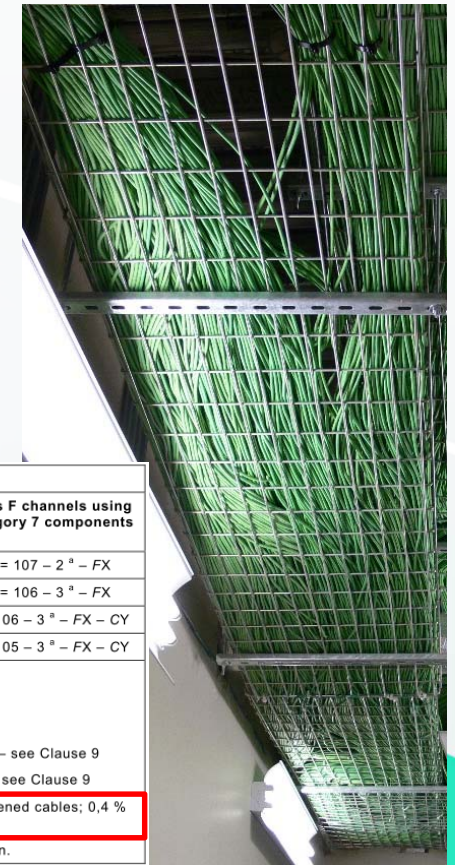 s F channels using
gory 7 components
= 107 – 2 ª – FX
= 106 – 3 ª – FX
06 – 3 ª – FX – CY
05 – 3 ª – FX – CY
– see Clause 9
see Clause 9
ened cables; 0,4 %
n.